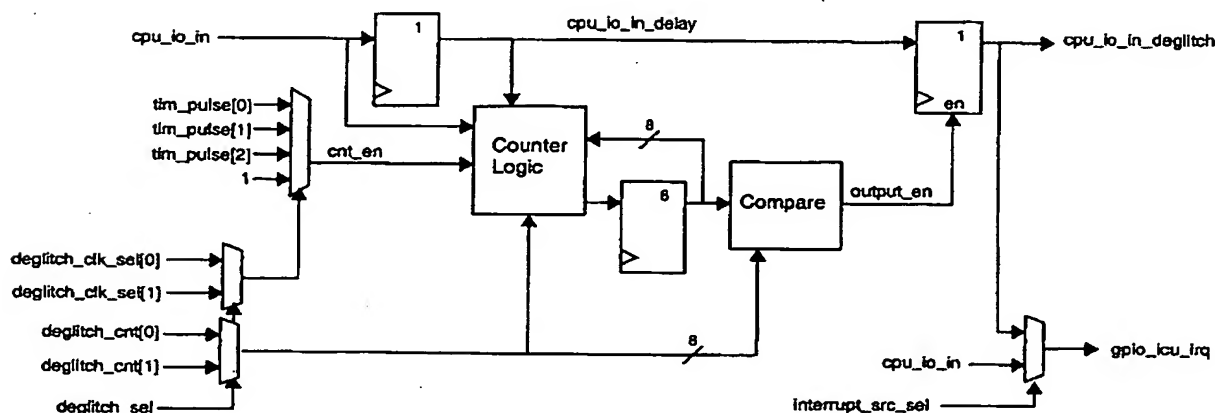 cpu_io_in
1
cpu_io_in_delay
1
cpu_io_in_deglitch
en
tim_pulse[0]
tim_pulse[1]
tim_pulse[2]
1
cnt_en
Counter
Logic
8
6
Compare
output_en
deglitch_clk_sel[0]
deglitch_clk_sel[1]
deglitch_cnt[0]
deglitch_cnt[1]
deglitch_sel
8
cpu_io_in
gpio_icu_irq
interrupt_src_sel